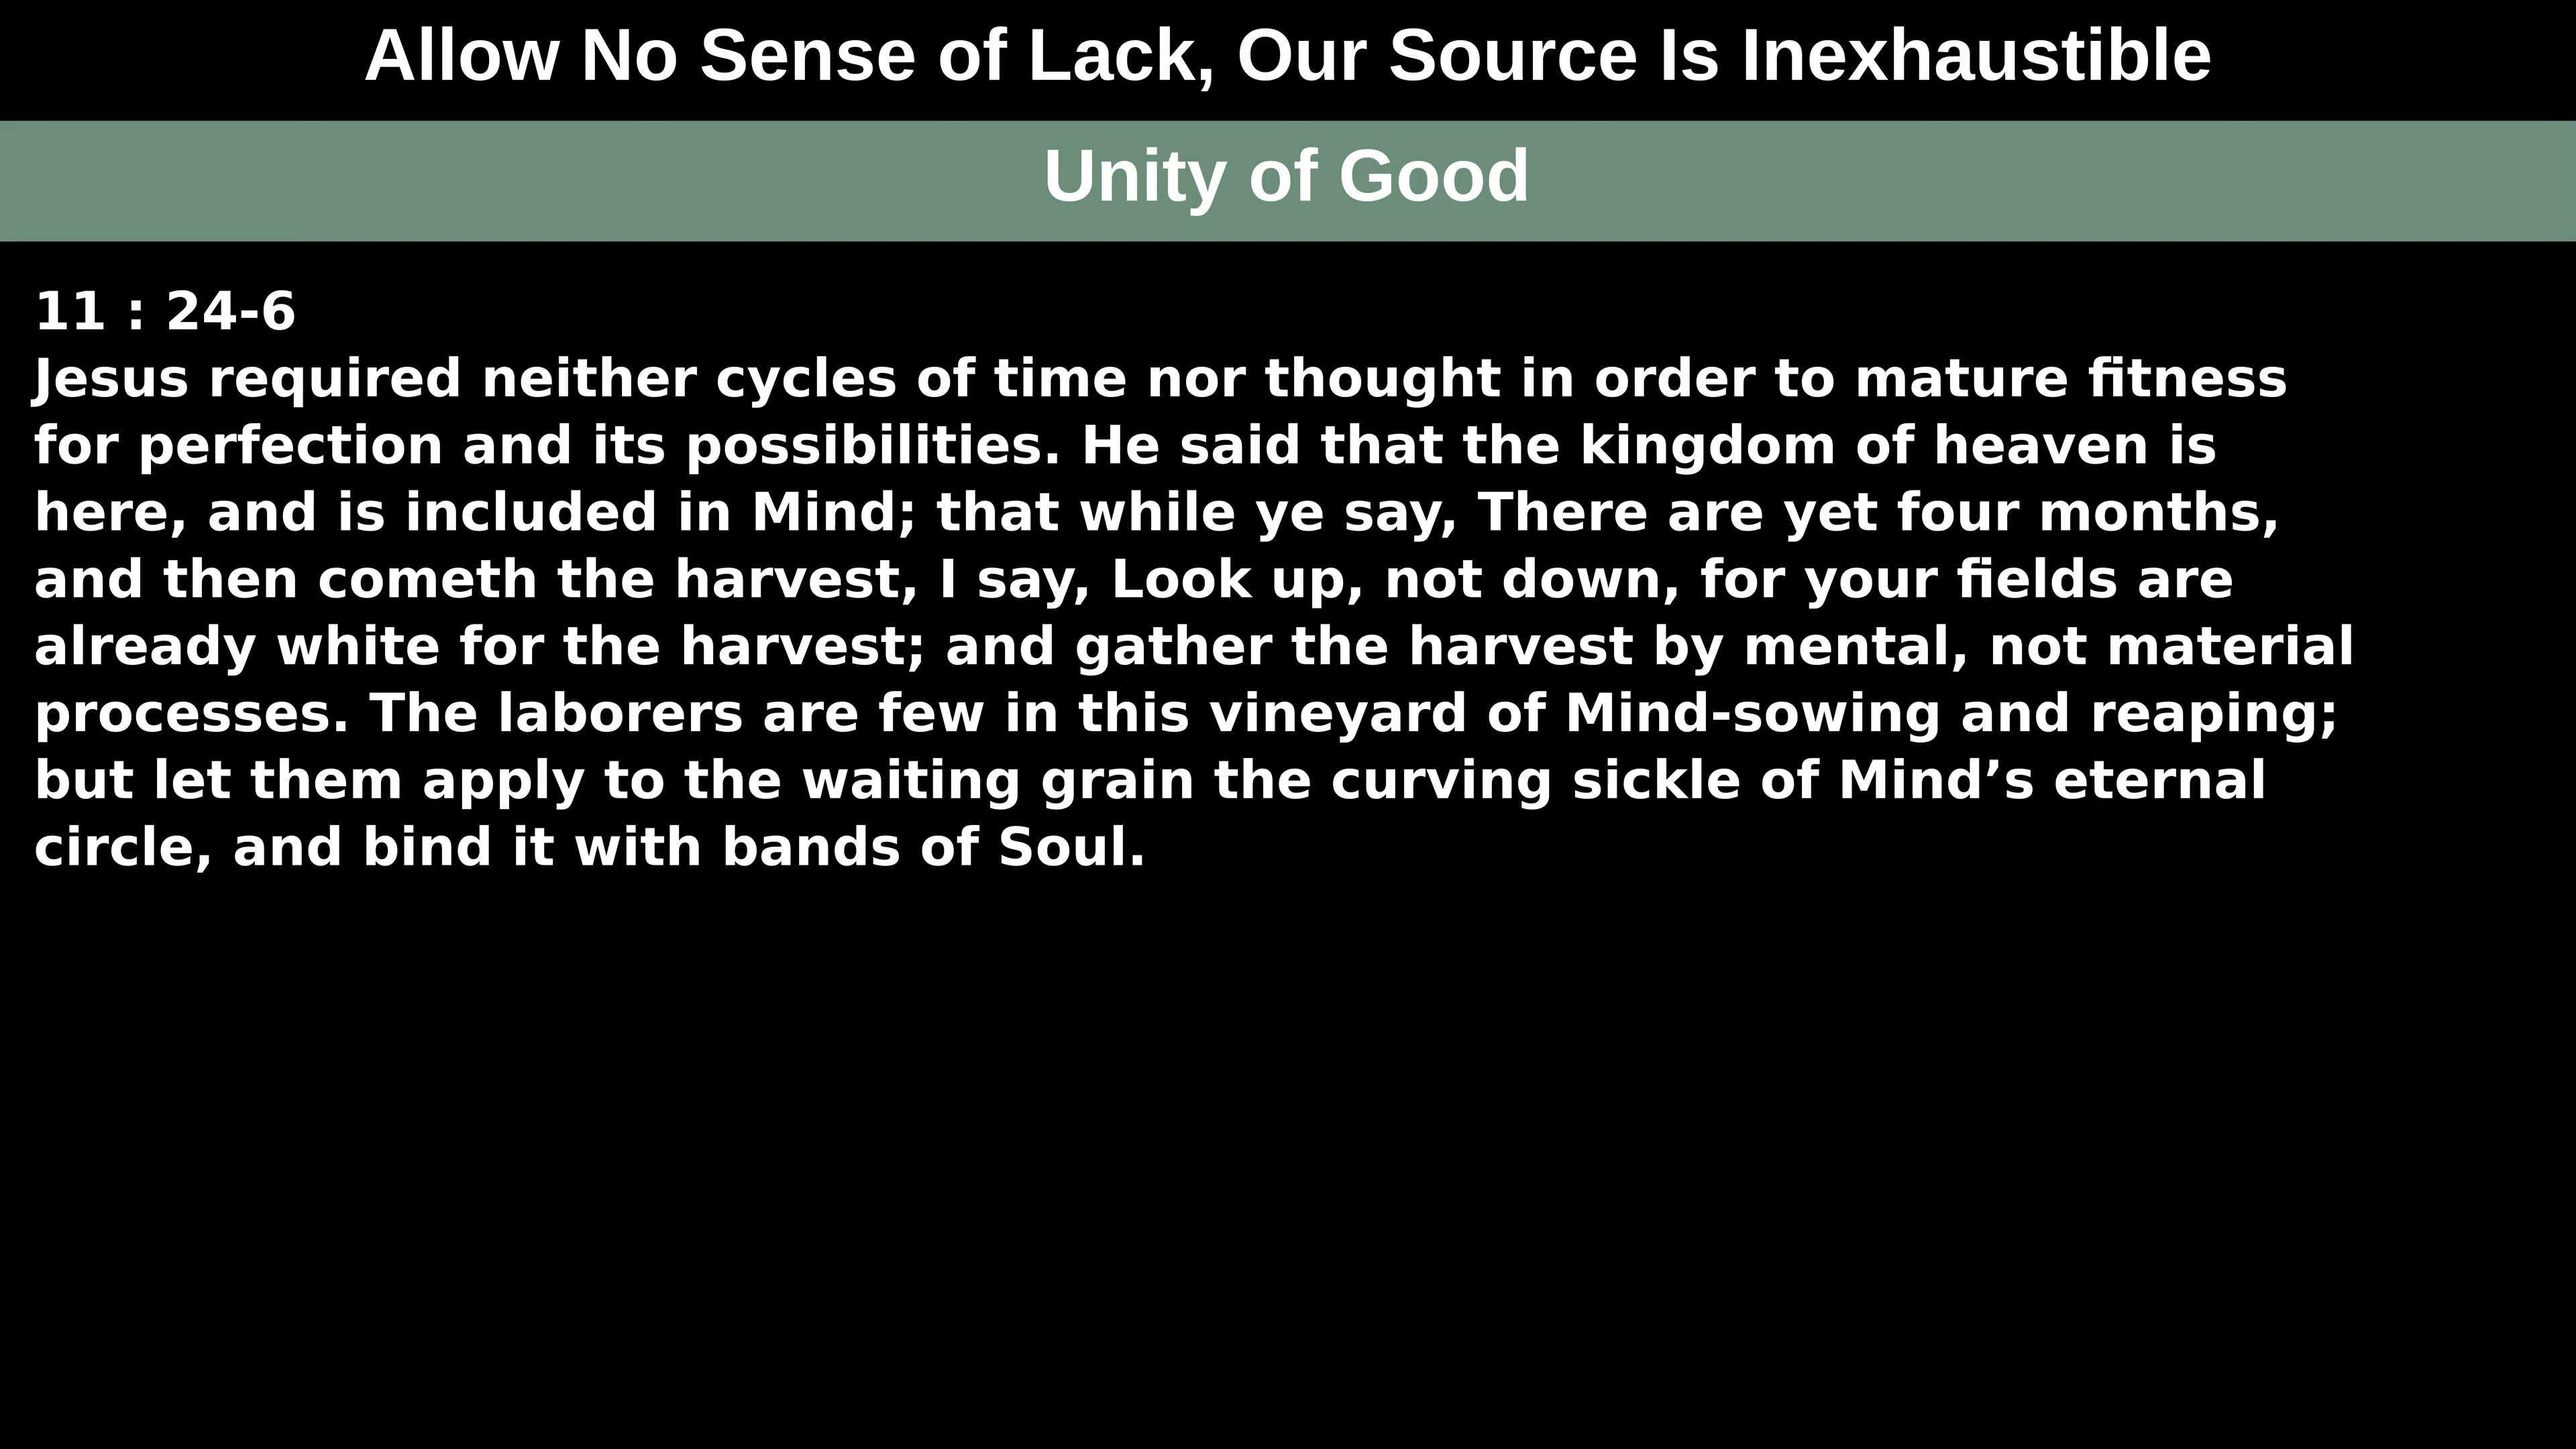 Allow No Sense of Lack, Our Source Is Inexhaustible
Unity of Good
11 : 24-6
Jesus required neither cycles of time nor thought in order to mature fitness
for perfection and its possibilities. He said that the kingdom of heaven is
here, and is included in Mind; that while ye say, There are yet four months,
and then cometh the harvest, I say, Look up, not down, for your fields are
already white for the harvest; and gather the harvest by mental, not material
processes. The laborers are few in this vineyard of Mind-sowing and reaping;
but let them apply to the waiting grain the curving sickle of Mind’s eternal
circle, and bind it with bands of Soul.